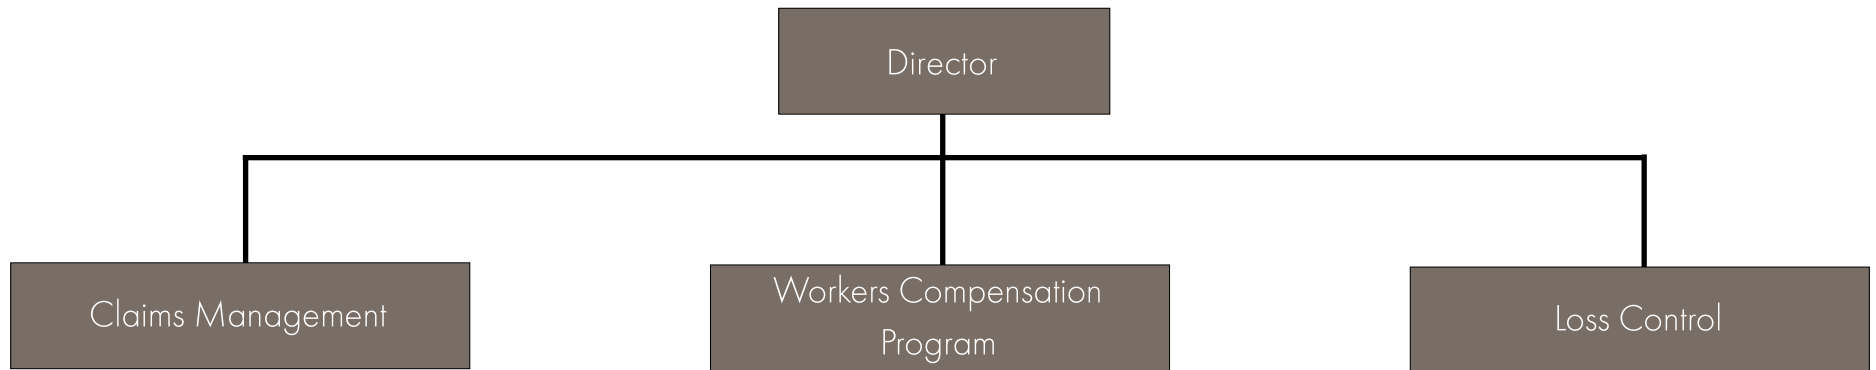 Director
Claims Management
Workers Compensation
Program
Loss Control